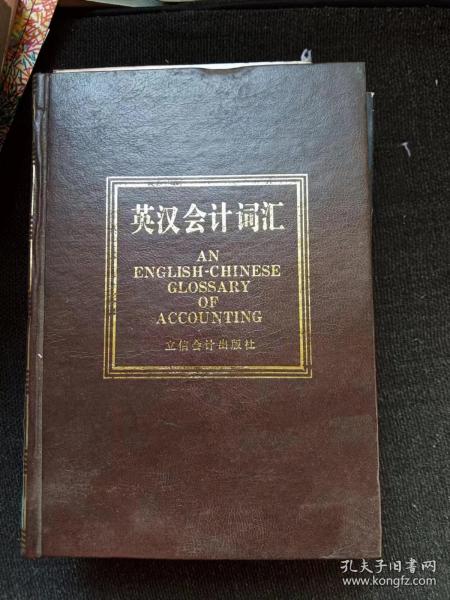 英汉会计词汇
AN
ENGLISH-CHINESE
GLOSSARY
OF
ACCOUNTING
立信会计出版社
孔夫子旧书网
www.kongfz.com